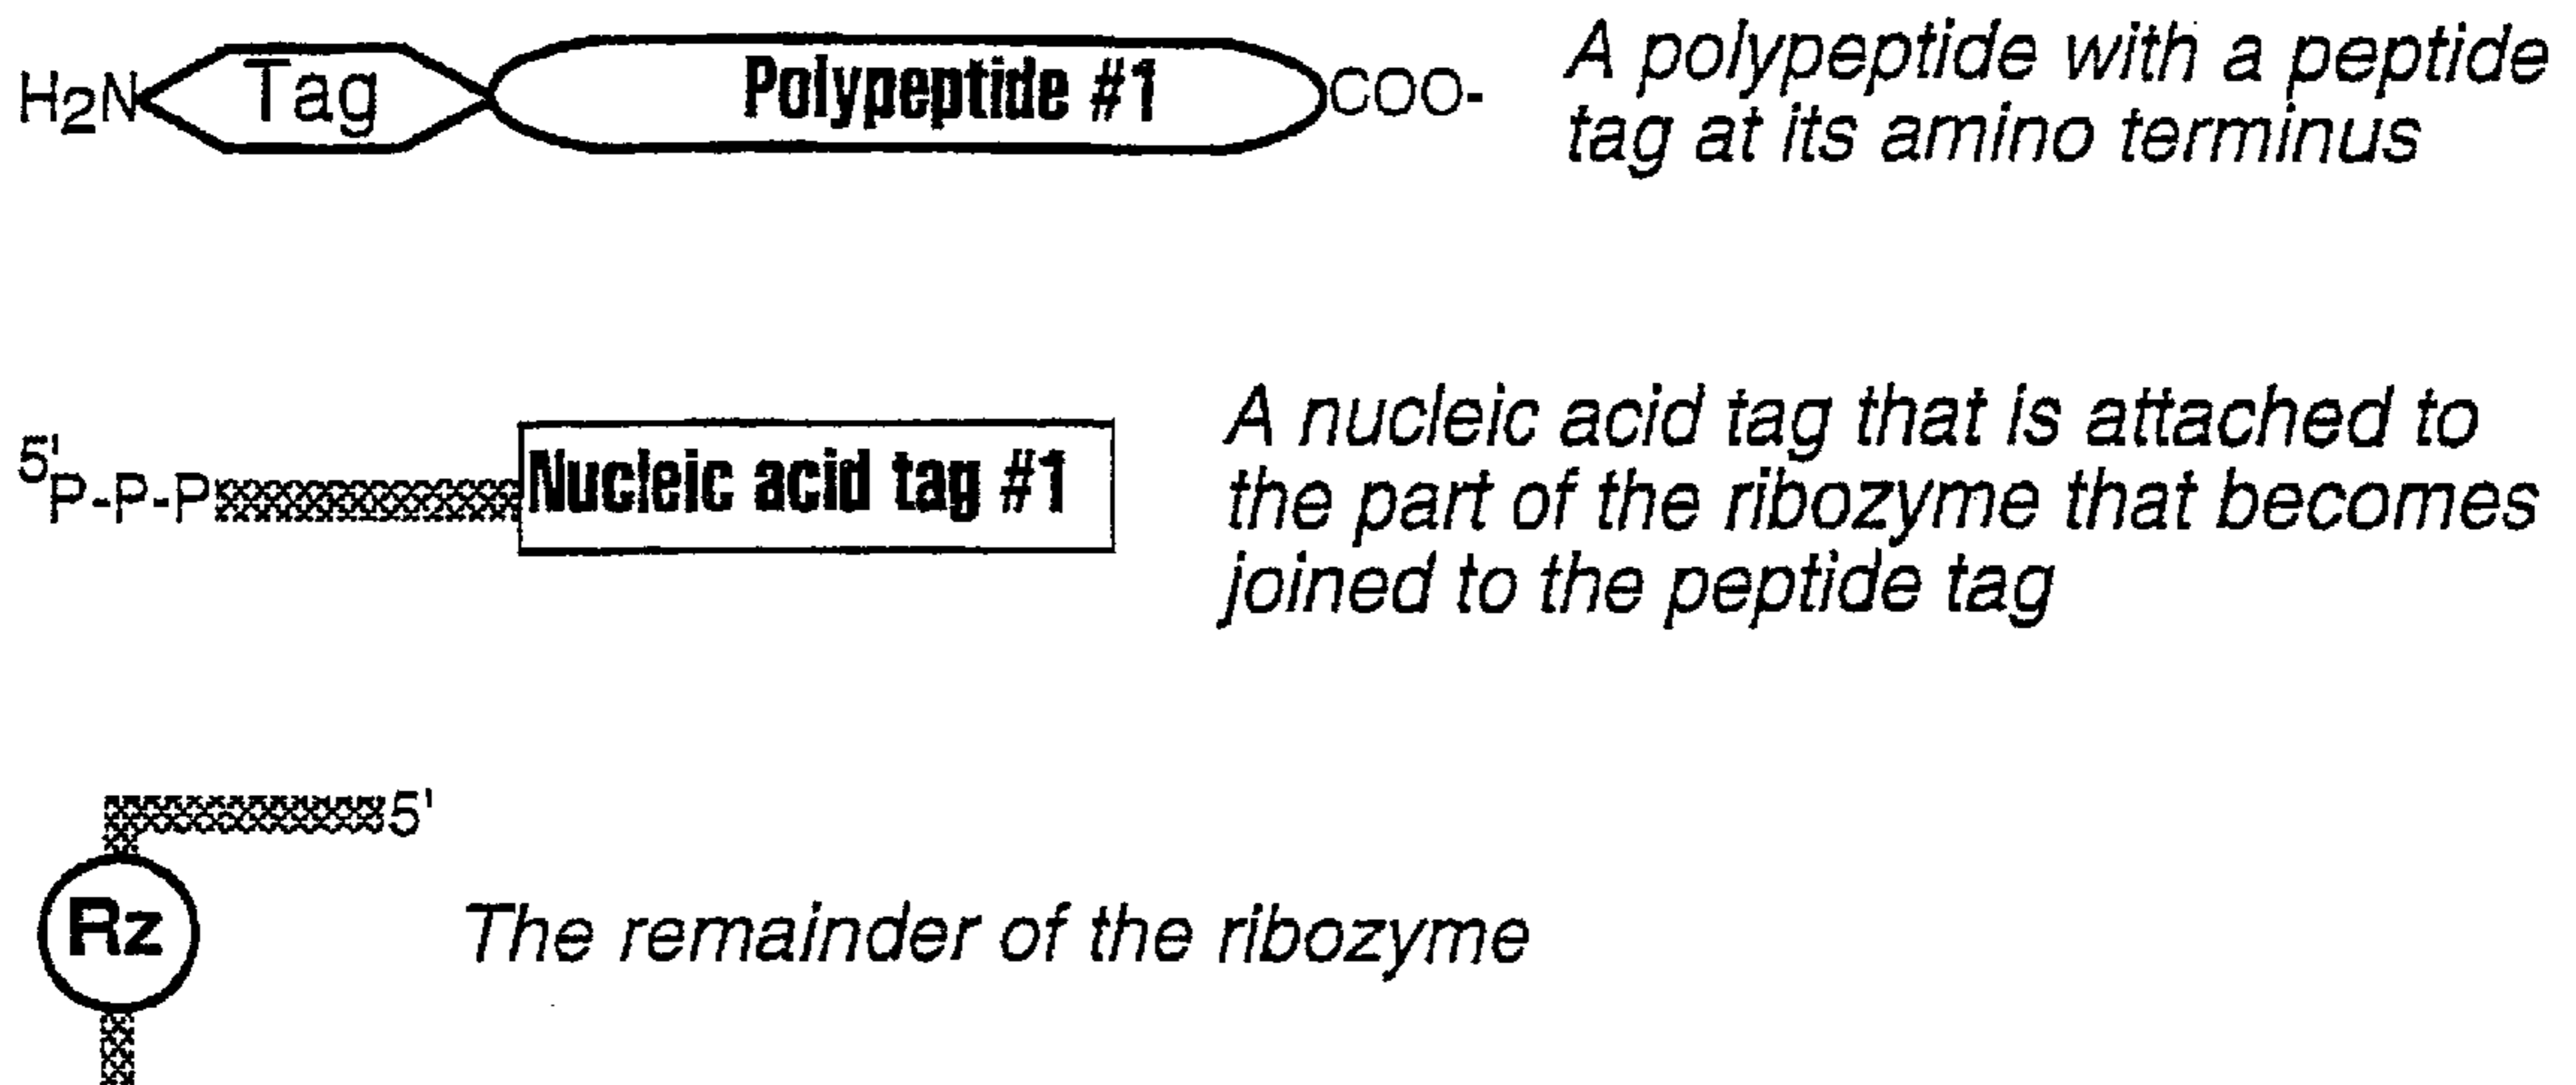 H2N Tag Polypeptide #1 COO- A polypeptide with a peptide
tag at its amino terminus
5'P-P-P Nucleic acid tag #1 A nucleic acid tag that is attached to
the part of the ribozyme that becomes
joined to the peptide tag
5'
Rz The remainder of the ribozyme